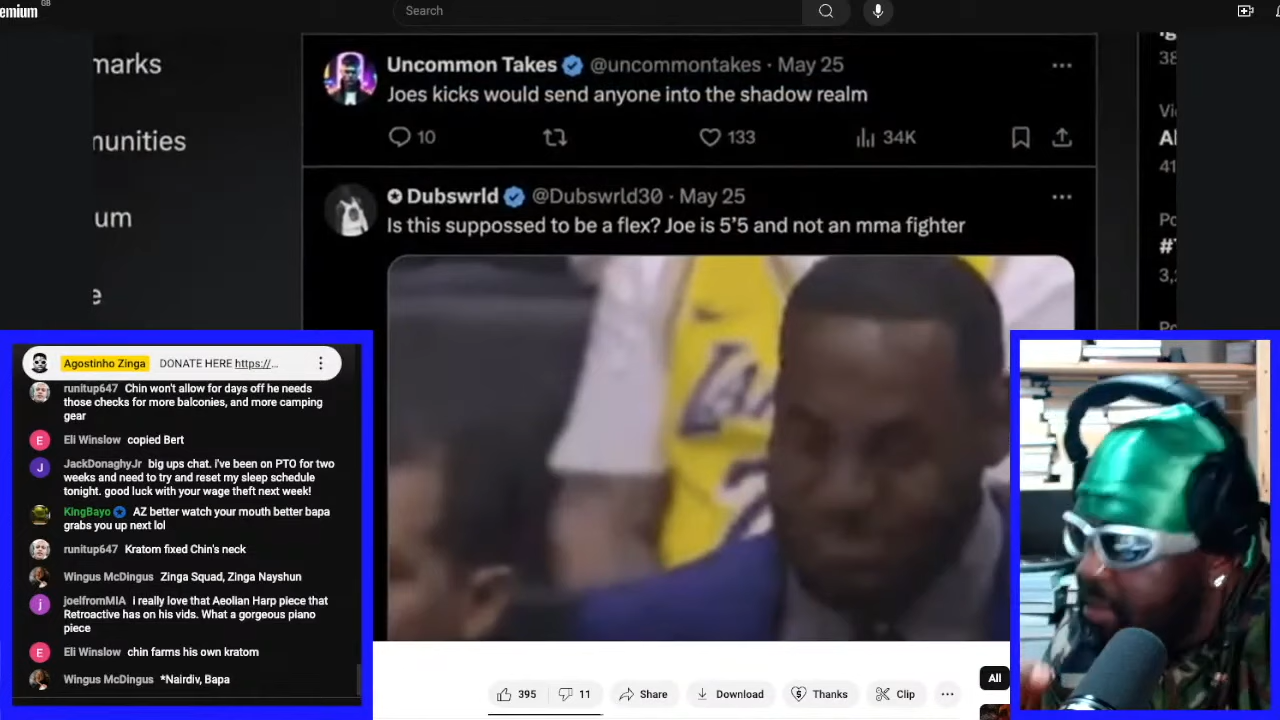 emium GB
Search
marks
nunities
um
e
Uncommon Takes @uncommontakes · May 25
Joes kicks would send anyone into the shadow realm
10 133 34K
Dubswrld @Dubswrld30 · May 25
Is this suppossed to be a flex? Joe is 5'5 and not an mma fighter
38
Vi
Al
41
Po
#
3,
Agostinho Zinga DONATE HERE https://...
runitup647 Chin won't allow for days off he needs
those checks for more balconies, and more camping
gear
E Eli Winslow copied Bert
J JackDonaghyJr big ups chat. i've been on PTO for two
weeks and need to try and reset my sleep schedule
tonight. good luck with your wage theft next week!
KingBayo AZ better watch your mouth better bapa
grabs you up next lol
runitup647 Kratom fixed Chin's neck
Wingus McDingus Zinga Squad, Zinga Nayshun
j joelfromMIA i really love that Aeolian Harp piece that
Retroactive has on his vids. What a gorgeous piano
piece
E Eli Winslow chin farms his own kratom
Wingus McDingus *Nairdiv, Bapa
395 11 Share Download Thanks Clip
All